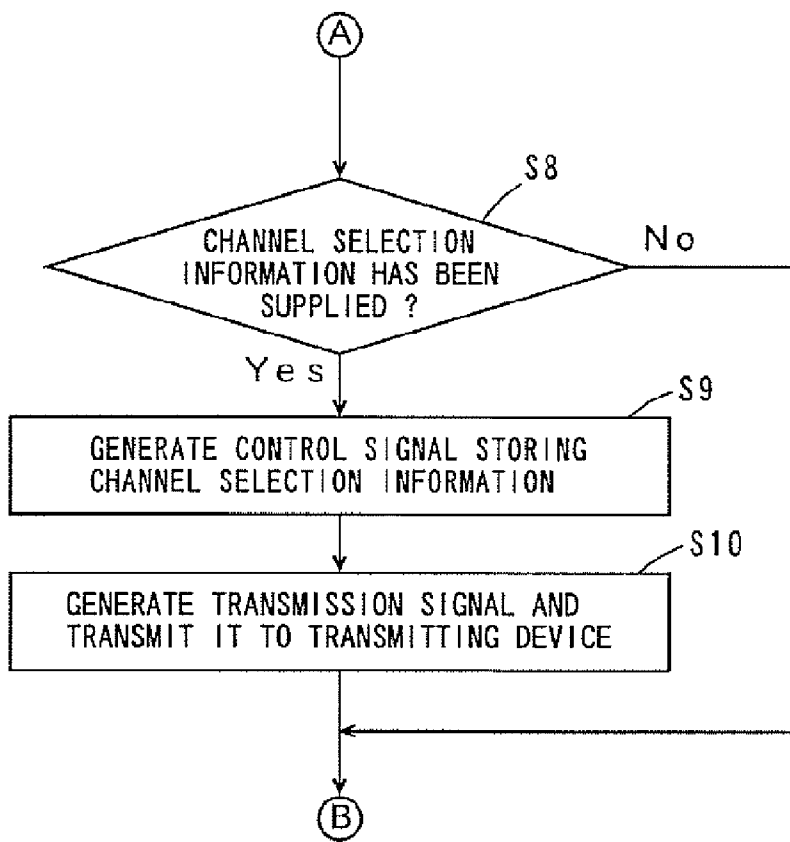 A
S8
CHANNEL SELECTION
INFORMATION HAS BEEN
SUPPLIED ?
No
Yes
S9
GENERATE CONTROL SIGNAL STORING
CHANNEL SELECTION INFORMATION
S10
GENERATE TRANSMISSION SIGNAL AND
TRANSMIT IT TO TRANSMITTING DEVICE
B